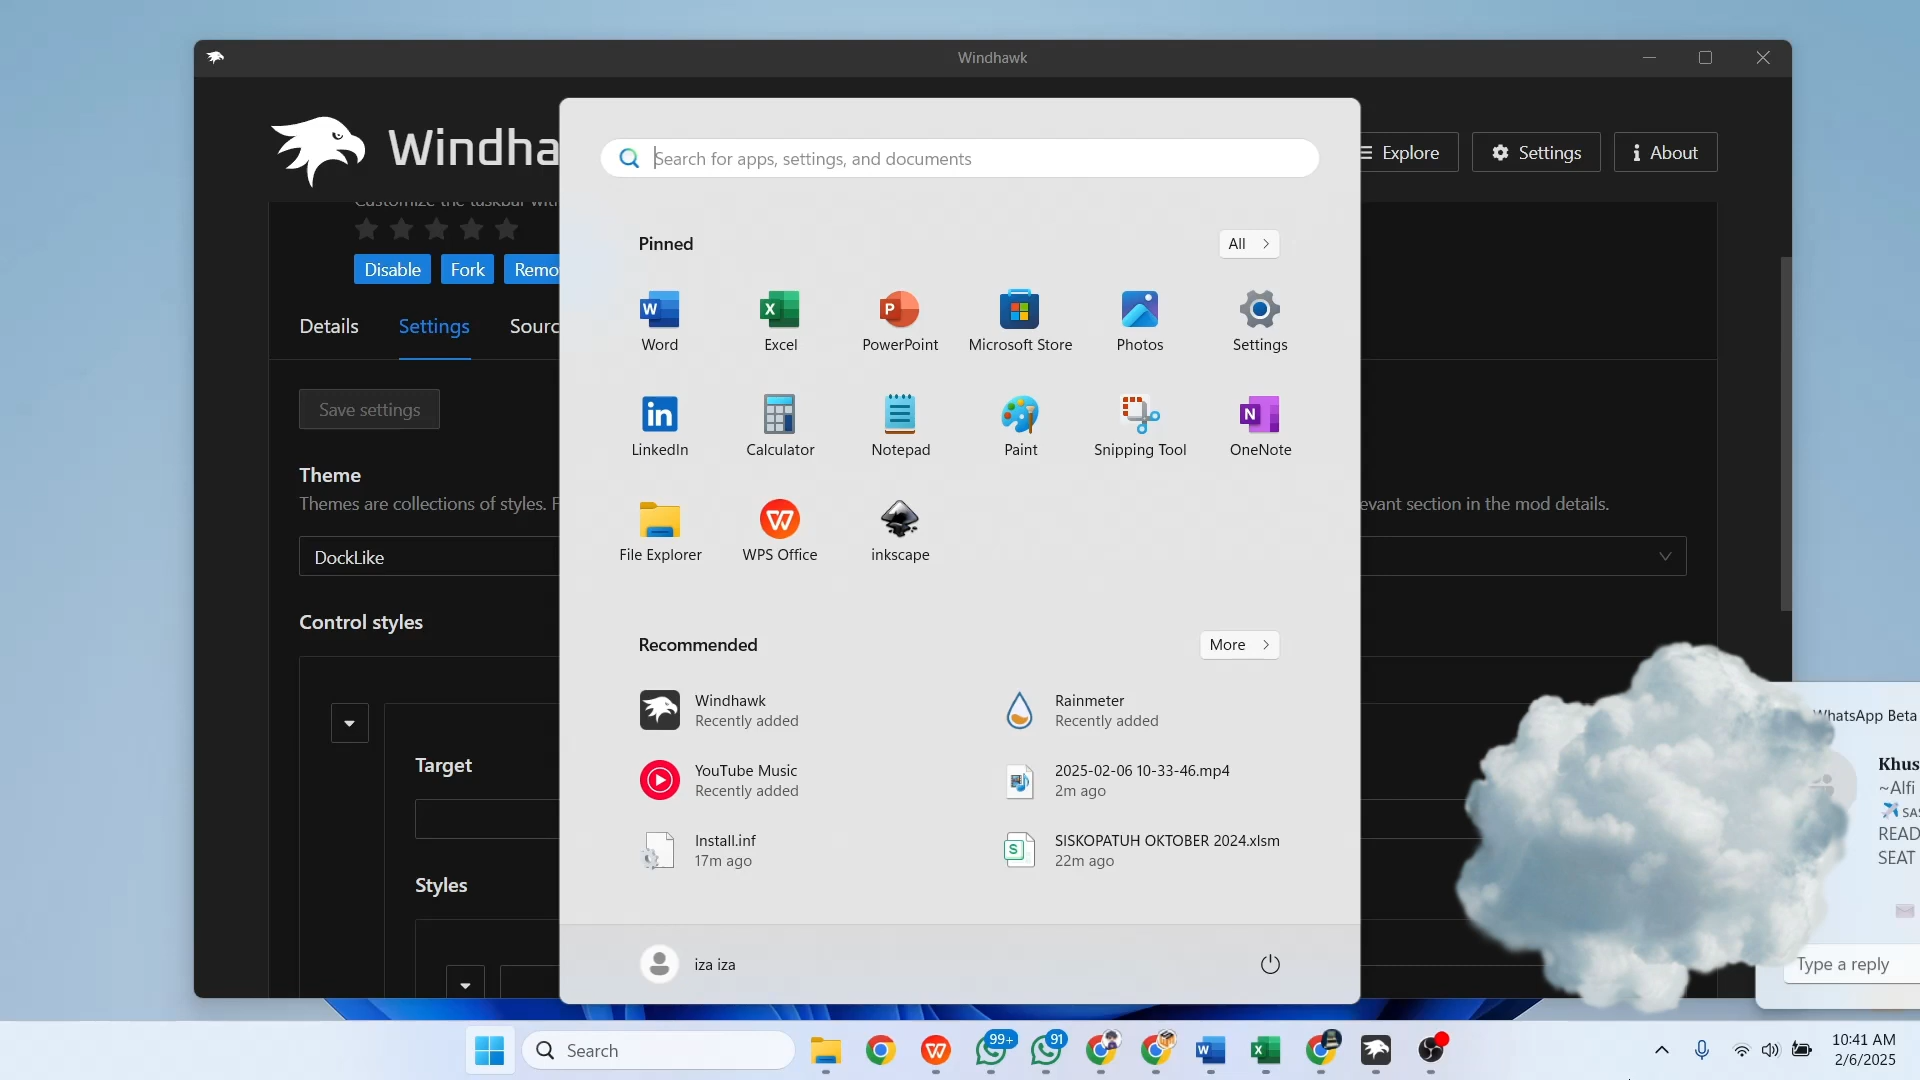 Windhawk
Windha
Explore
Settings
About
Customize the taskbar with
Disable
Fork
Remo
Details
Settings
Sourc
Save settings
Theme
Themes are collections of styles. F
evant section in the mod details.
DockLike
Control styles
Target
Styles
Search for apps, settings, and documents
Pinned
All
Word
Excel
PowerPoint
Microsoft Store
Photos
Settings
LinkedIn
Calculator
Notepad
Paint
Snipping Tool
OneNote
File Explorer
WPS Office
inkscape
Recommended
More
Windhawk
Recently added
Rainmeter
Recently added
YouTube Music
Recently added
2025-02-06 10-33-46.mp4
2m ago
Install.inf
17m ago
SISKOPATUH OKTOBER 2024.xlsm
22m ago
iza iza
WhatsApp Beta
Khus
~Alfi
SAS
READ
SEAT
Type a reply
Search
99+
91
10:41 AM
2/6/2025